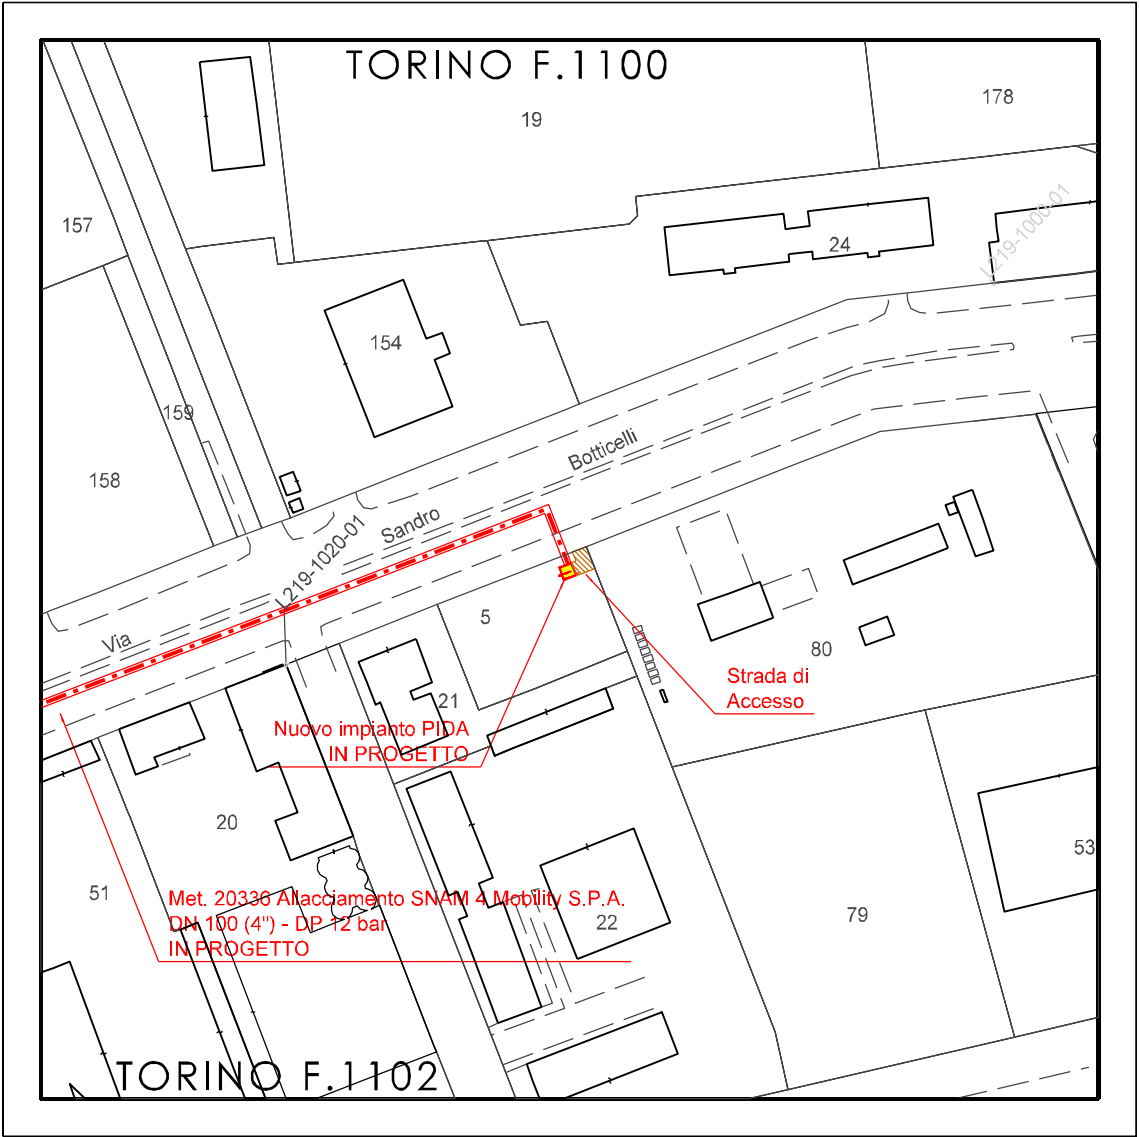 TORINO F.1100
178
19
157
L219-1000-01
24
154
159
158
Botticelli
Sandro
L219-1020-01
Via
5
80
Strada di
Accesso
21
Nuovo impianto PIDA
IN PROGETTO
20
53
51
Met. 20336 Allacciamento SNAM 4 Mobility S.P.A.
DN 100 (4") - DP 12 bar
IN PROGETTO
22
79
TORINO F.1102